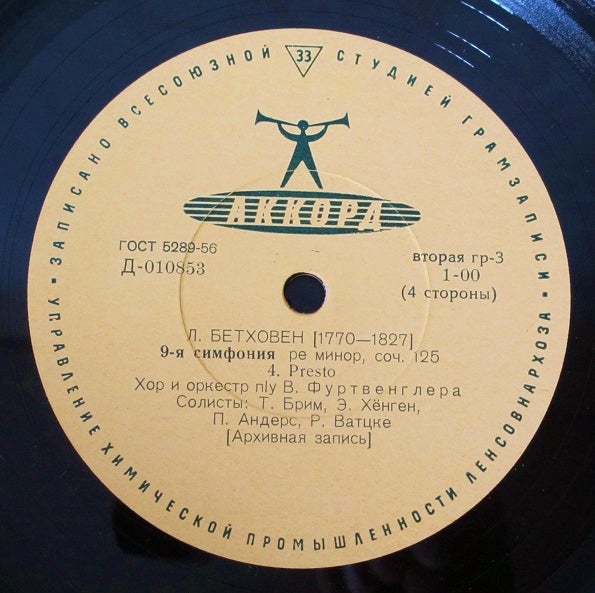 ЗАПИСАНО ВСЕСОЮЗНОЙ 33 СТУДИЕЙ ГРАМЗАПИСИ
АККОРД
ГОСТ 5289-56
Д-010853
вторая гр-3
1-00
(4 стороны)
Л. БЕТХОВЕН [1770—1827]
9-я симфония ре минор, соч. 125
4. Presto
Хор и оркестр п/у В. Фуртвенглера
Солисты: Т. Брим, Э. Хёнген,
П. Андерс, Р. Ватцке
[Архивная запись]
УПРАВЛЕНИЕ ХИМИЧЕСКОЙ ПРОМЫШЛЕННОСТИ ЛЕНСОВНАРХОЗА